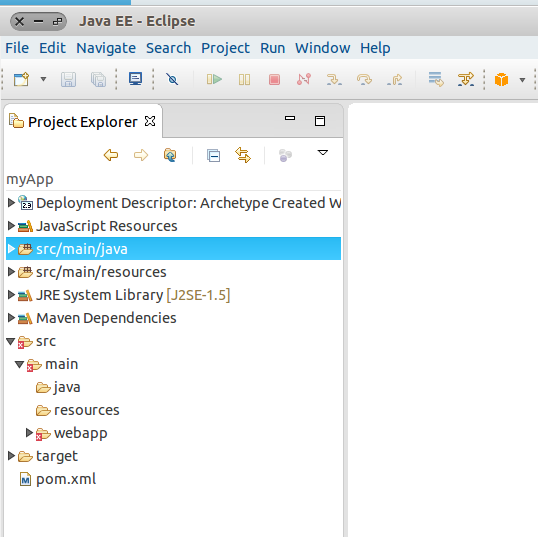 Java EE - Eclipse
File Edit Navigate Search Project Run Window Help
Project Explorer
myApp
2.3 Deployment Descriptor: Archetype Created W
JavaScript Resources
src/main/java
src/main/resources
JRE System Library [J2SE-1.5]
Maven Dependencies
src
main
java
resources
webapp
target
M pom.xml